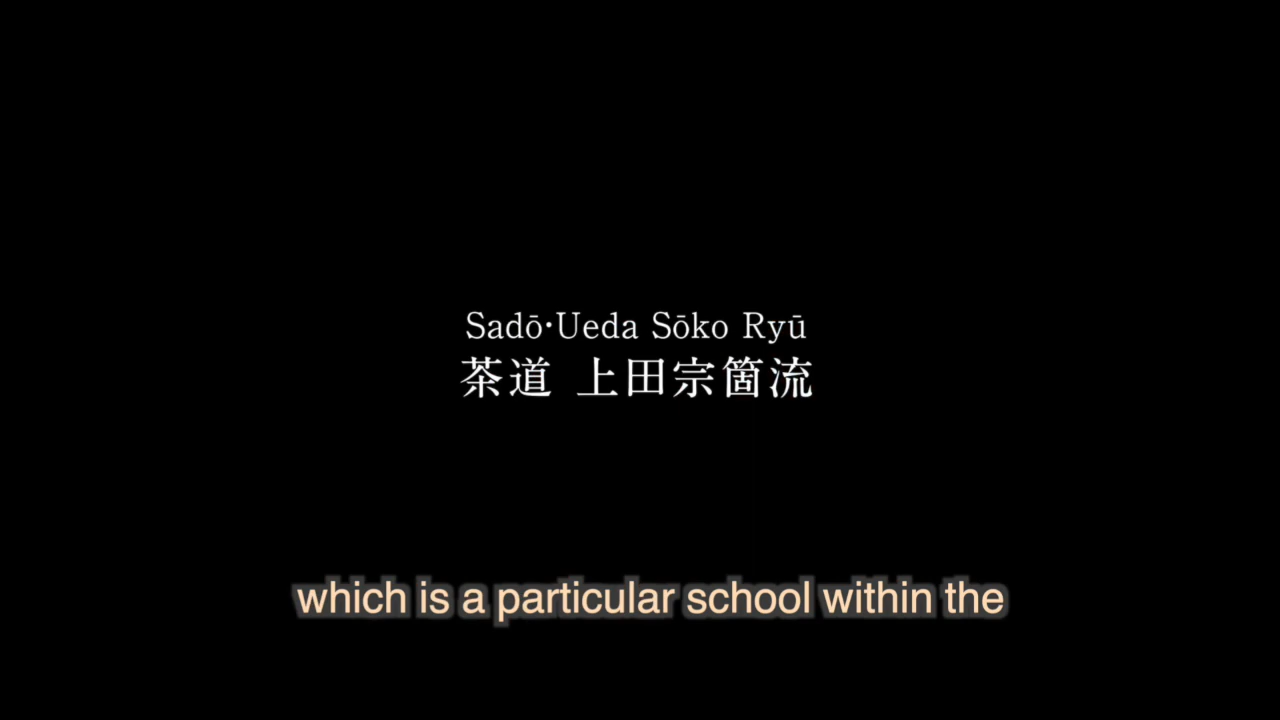 Sadō·Ueda Sōko Ryū
茶道 上田宗箇流
which is a particular school within the